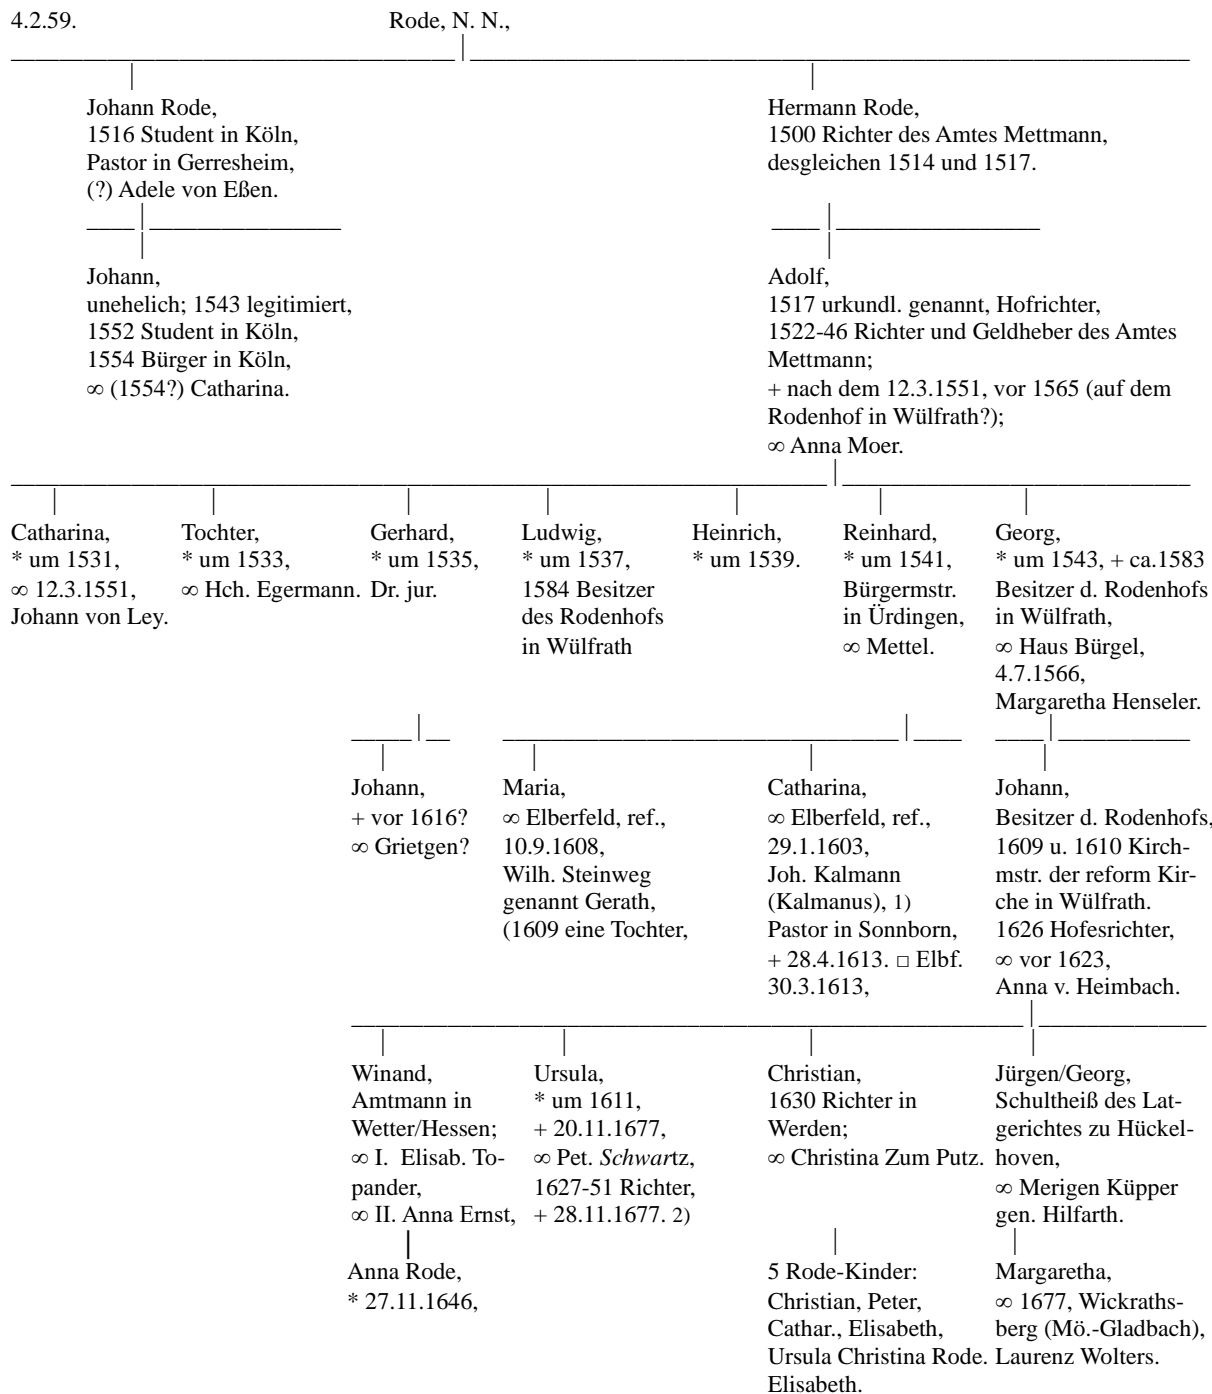 4.2.59. Rode, N. N.,
Johann Rode,
1516 Student in Köln,
Pastor in Gerresheim,
(?) Adele von Eßen.
Hermann Rode,
1500 Richter des Amtes Mettmann,
desgleichen 1514 und 1517.
Johann,
unehelich; 1543 legitimiert,
1552 Student in Köln,
1554 Bürger in Köln,
∞ (1554?) Catharina.
Adolf,
1517 urkundl. genannt, Hofrichter,
1522-46 Richter und Geldheber des Amtes
Mettmann;
+ nach dem 12.3.1551, vor 1565 (auf dem
Rodenhof in Wülfrath?);
∞ Anna Moer.
Catharina,
* um 1531,
∞ 12.3.1551,
Johann von Ley.
Tochter,
* um 1533,
∞ Hch. Egermann.
Gerhard,
* um 1535,
Dr. jur.
Ludwig,
* um 1537,
1584 Besitzer
des Rodenhofs
in Wülfrath
Heinrich,
* um 1539.
Reinhard,
* um 1541,
Bürgermstr.
in Ürdingen,
∞ Mettel.
Georg,
* um 1543, + ca.1583
Besitzer d. Rodenhofs
in Wülfrath,
∞ Haus Bürgel,
4.7.1566,
Margaretha Henseler.
Johann,
+ vor 1616?
∞ Grietgen?
Maria,
∞ Elberfeld, ref.,
10.9.1608,
Wilh. Steinweg
genannt Gerath,
(1609 eine Tochter,
Catharina,
∞ Elberfeld, ref.,
29.1.1603,
Joh. Kalmann
(Kalmanus), 1)
Pastor in Sonnborn,
+ 28.4.1613. □ Elbf.
30.3.1613,
Johann,
Besitzer d. Rodenhofs,
1609 u. 1610 Kirch-
mstr. der reform Kir-
che in Wülfrath.
1626 Hofesrichter,
∞ vor 1623,
Anna v. Heimbach.
Winand,
Amtmann in
Wetter/Hessen;
∞ I. Elisab. To-
pander,
∞ II. Anna Ernst,
Ursula,
* um 1611,
+ 20.11.1677,
∞ Pet. Schwartz,
1627-51 Richter,
+ 28.11.1677. 2)
Christian,
1630 Richter in
Werden;
∞ Christina Zum Putz.
Jürgen/Georg,
Schultheiß des Lat-
gerichtes zu Hückel-
hoven,
∞ Merigen Küpper
gen. Hilfarth.
Anna Rode,
* 27.11.1646,
5 Rode-Kinder:
Christian, Peter,
Cathar., Elisabeth,
Ursula Christina Rode.
Elisabeth.
Margaretha,
∞ 1677, Wickraths-
berg (Mö.-Gladbach),
Laurenz Wolters.